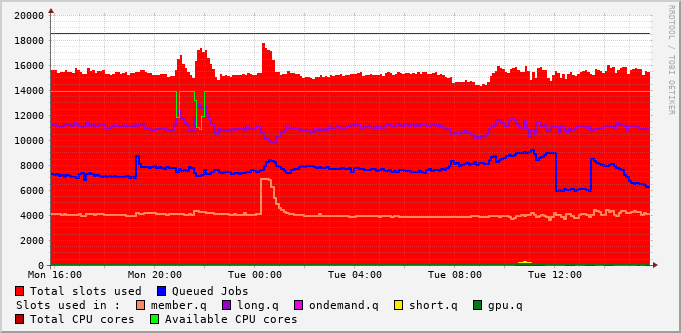 RRDTOOL / TOBI OETIKER
20000
18000
16000
14000
12000
10000
8000
6000
4000
2000
0
Mon 16:00 Mon 20:00 Tue 00:00 Tue 04:00 Tue 08:00 Tue 12:00
Total slots used Queued Jobs
Slots used in : member.q long.q ondemand.q short.q gpu.q
Total CPU cores Available CPU cores